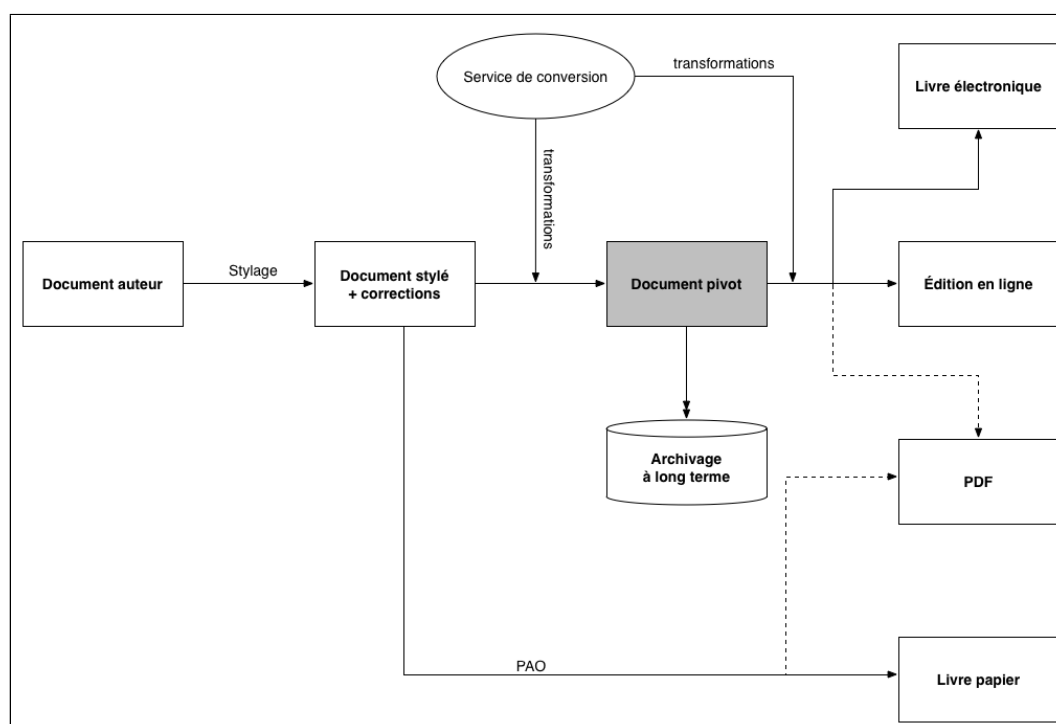 Service de conversion
transformations
Livre électronique
transformations
Document auteur
Stylage
Document stylé
+ corrections
Document pivot
Édition en ligne
Archivage
à long terme
PDF
PAO
Livre papier